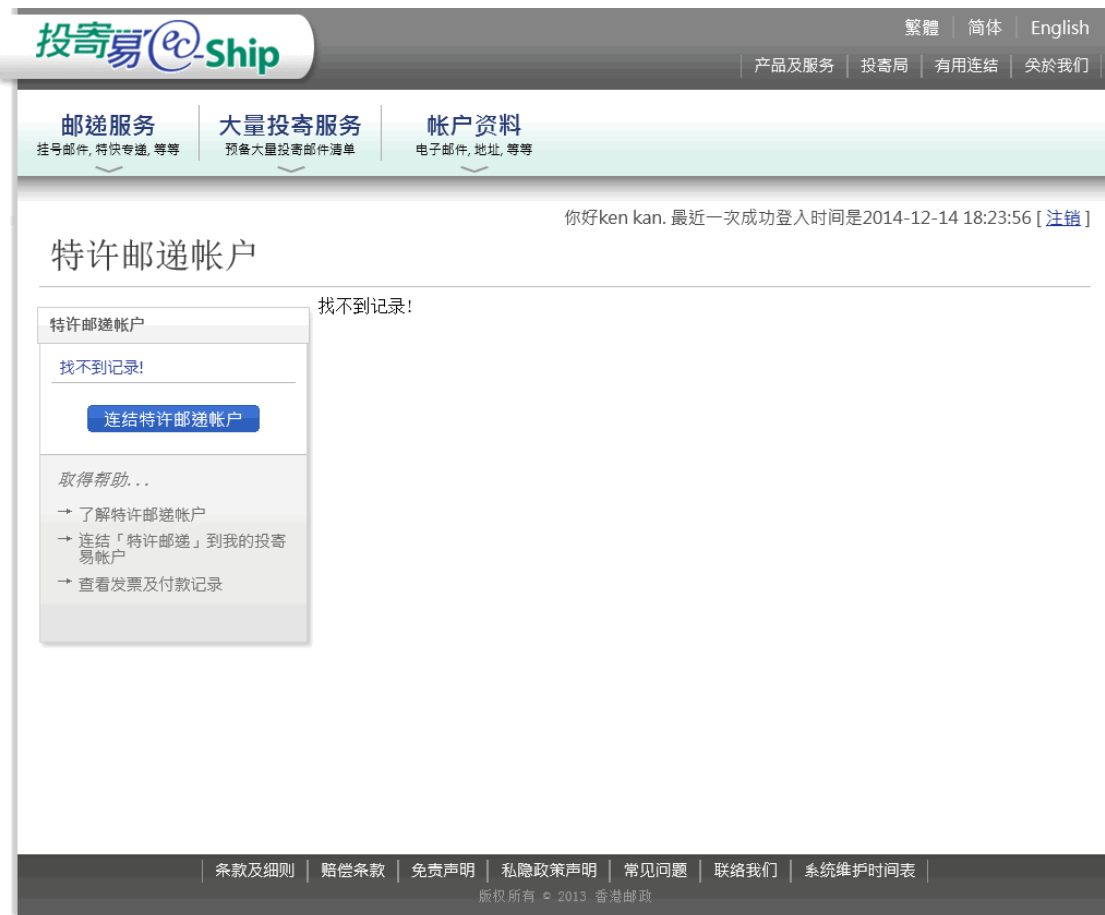 投寄易 ec-Ship
繁體 简体 English
产品及服务 投寄局 有用连结 关於我们
邮递服务 大量投寄服务 帐户资料
挂号邮件, 特快专递, 等等 预备大量投寄邮件清单 电子邮件, 地址, 等等
你好ken kan. 最近一次成功登入时间是2014-12-14 18:23:56 [ 注销 ]
特许邮递帐户
特许邮递帐户
找不到记录!
找不到记录!
连结特许邮递帐户
取得帮助...
→ 了解特许邮递帐户
→ 连结「特许邮递」到我的投寄
易帐户
→ 查看发票及付款记录
条款及细则 赔偿条款 免责声明 私隐政策声明 常见问题 联络我们 系统维护时间表
版权所有 © 2013 香港邮政